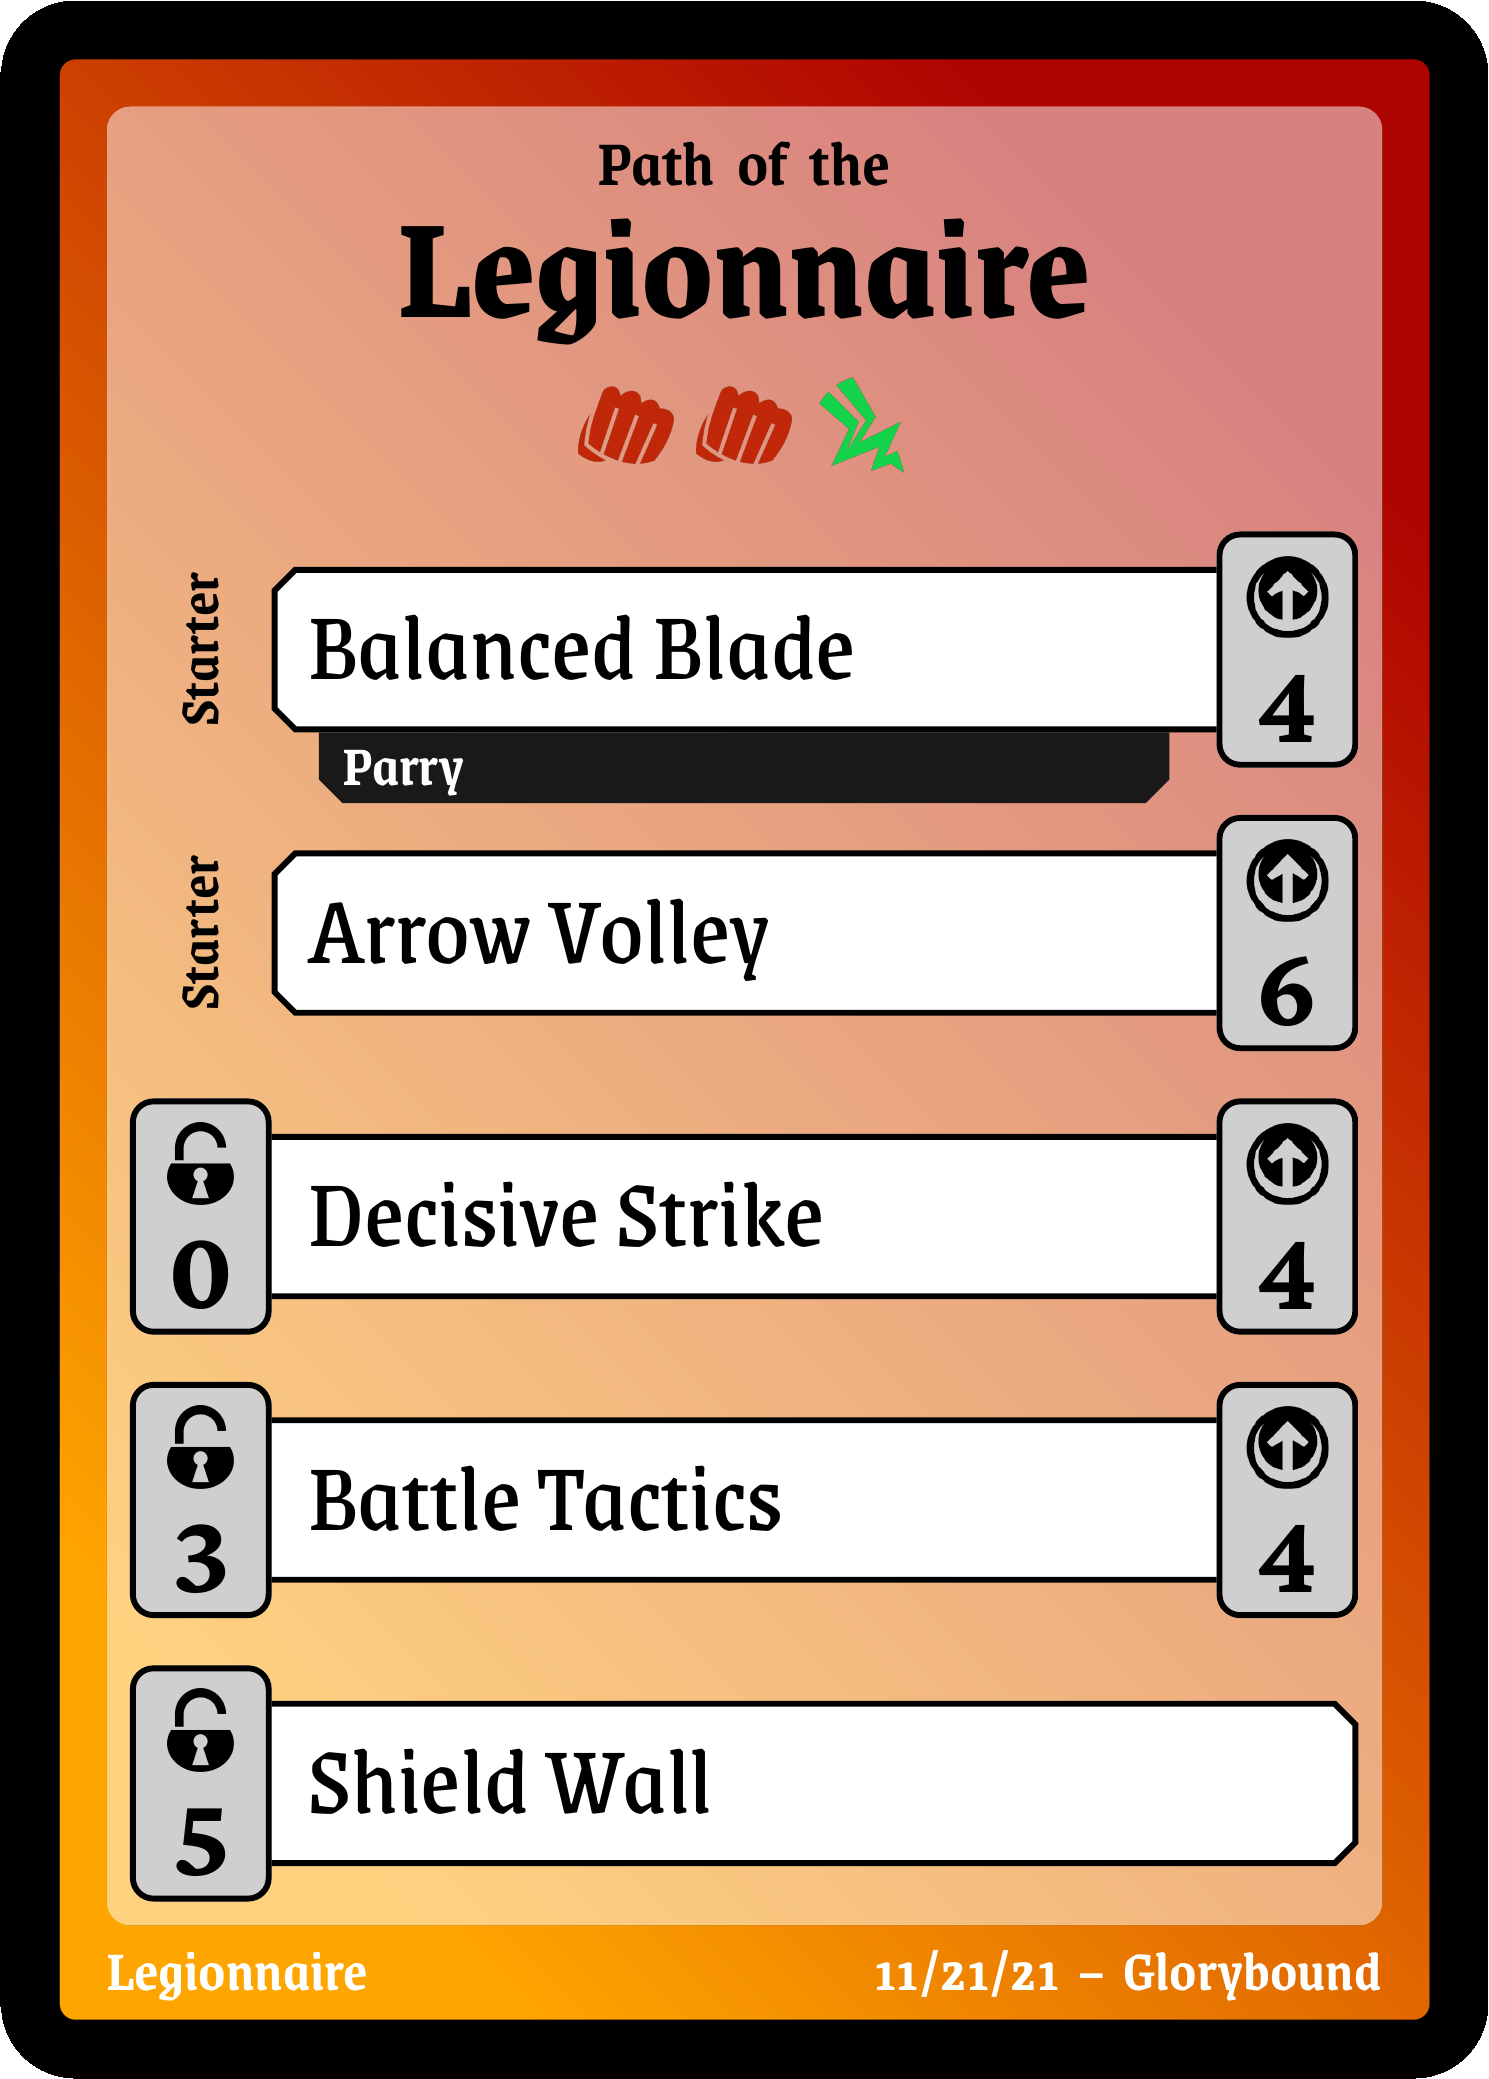 Path of the
Legionnaire
Starter
Balanced Blade
4
Parry
Starter
Arrow Volley
6
0
Decisive Strike
4
3
Battle Tactics
4
5
Shield Wall
Legionnaire
11/21/21 – Glorybound